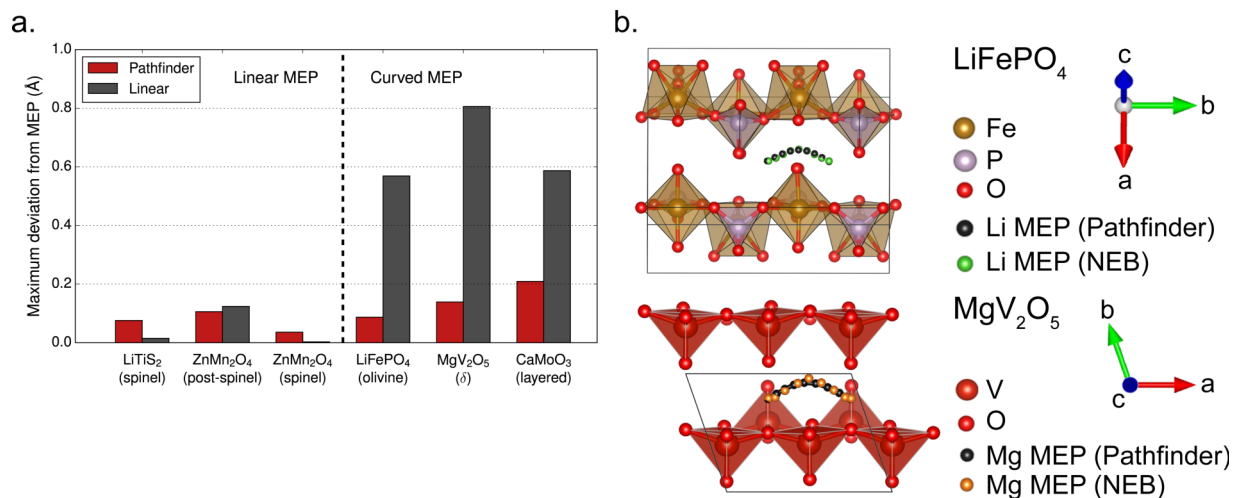 a.
Maximum deviation from MEP (Å)
1.0
0.8
0.6
0.4
0.2
0.0
Pathfinder
Linear
Linear MEP
Curved MEP
LiTiS₂
(spinel)
ZnMn₂O₄
(post-spinel)
ZnMn₂O₄
(spinel)
LiFePO₄
(olivine)
MgV₂O₅
(δ)
CaMoO₃
(layered)
b.
LiFePO₄
Fe
P
O
Li MEP (Pathfinder)
Li MEP (NEB)
c
b
a
MgV₂O₅
V
O
Mg MEP (Pathfinder)
Mg MEP (NEB)
b
a
c